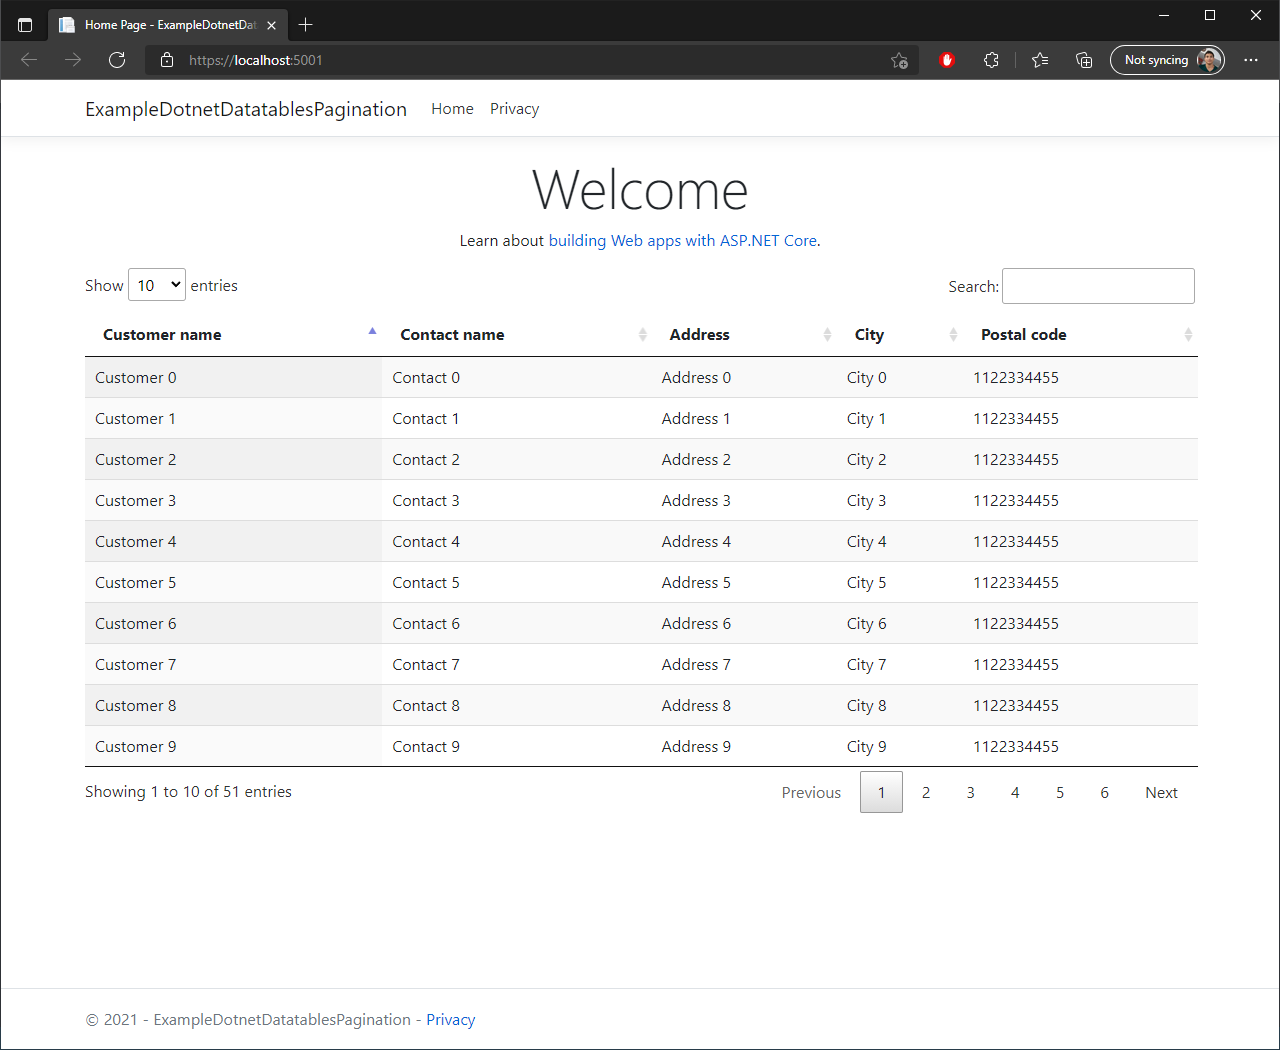 Home Page - ExampleDotnetDat
https://localhost:5001
Not syncing
ExampleDotnetDatatablesPagination Home Privacy
Welcome
Learn about building Web apps with ASP.NET Core.
Show 10 entries Search:
Customer name Contact name Address City Postal code
Customer 0 Contact 0 Address 0 City 0 1122334455
Customer 1 Contact 1 Address 1 City 1 1122334455
Customer 2 Contact 2 Address 2 City 2 1122334455
Customer 3 Contact 3 Address 3 City 3 1122334455
Customer 4 Contact 4 Address 4 City 4 1122334455
Customer 5 Contact 5 Address 5 City 5 1122334455
Customer 6 Contact 6 Address 6 City 6 1122334455
Customer 7 Contact 7 Address 7 City 7 1122334455
Customer 8 Contact 8 Address 8 City 8 1122334455
Customer 9 Contact 9 Address 9 City 9 1122334455
Showing 1 to 10 of 51 entries Previous 1 2 3 4 5 6 Next
© 2021 - ExampleDotnetDatatablesPagination - Privacy